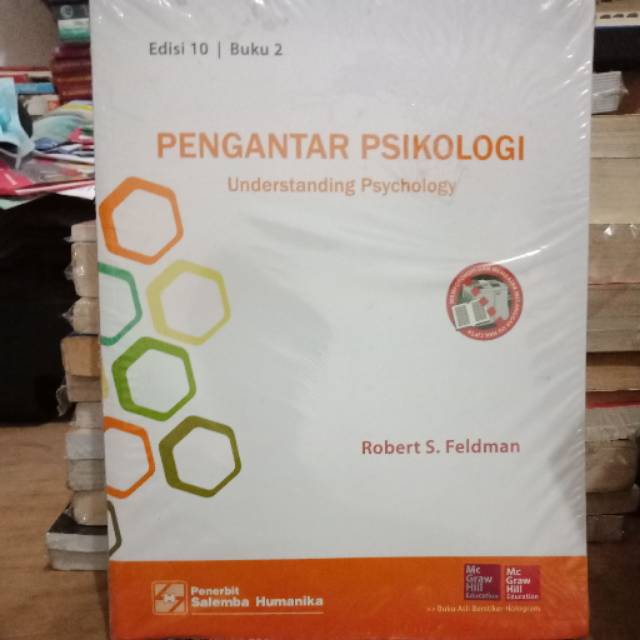 Edisi 10 | Buku 2
PENGANTAR PSIKOLOGI
Understanding Psychology
Robert S. Feldman
Penerbit
Salemba Humanika
Mc
Graw
Hill
Education
Mc
Graw
Hill
Education
>> Buku Asli Berstiker Hologram